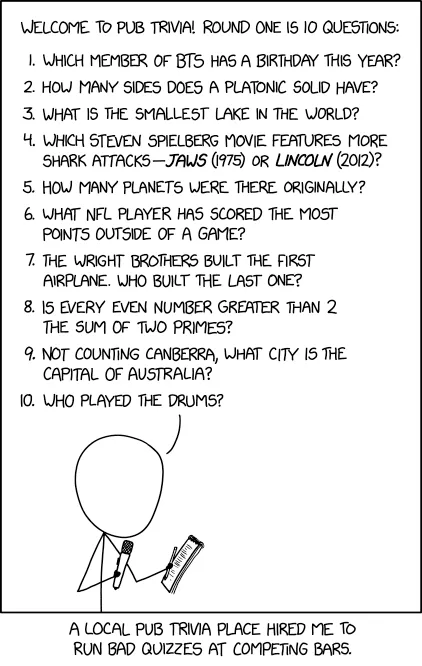 WELCOME TO PUB TRIVIA! ROUND ONE IS 10 QUESTIONS:
1. WHICH MEMBER OF BTS HAS A BIRTHDAY THIS YEAR?
2. HOW MANY SIDES DOES A PLATONIC SOLID HAVE?
3. WHAT IS THE SMALLEST LAKE IN THE WORLD?
4. WHICH STEVEN SPIELBERG MOVIE FEATURES MORE
SHARK ATTACKS—JAWS (1975) OR LINCOLN (2012)?
5. HOW MANY PLANETS WERE THERE ORIGINALLY?
6. WHAT NFL PLAYER HAS SCORED THE MOST
POINTS OUTSIDE OF A GAME?
7. THE WRIGHT BROTHERS BUILT THE FIRST
AIRPLANE. WHO BUILT THE LAST ONE?
8. IS EVERY EVEN NUMBER GREATER THAN 2
THE SUM OF TWO PRIMES?
9. NOT COUNTING CANBERRA, WHAT CITY IS THE
CAPITAL OF AUSTRALIA?
10. WHO PLAYED THE DRUMS?
A LOCAL PUB TRIVIA PLACE HIRED ME TO
RUN BAD QUIZZES AT COMPETING BARS.